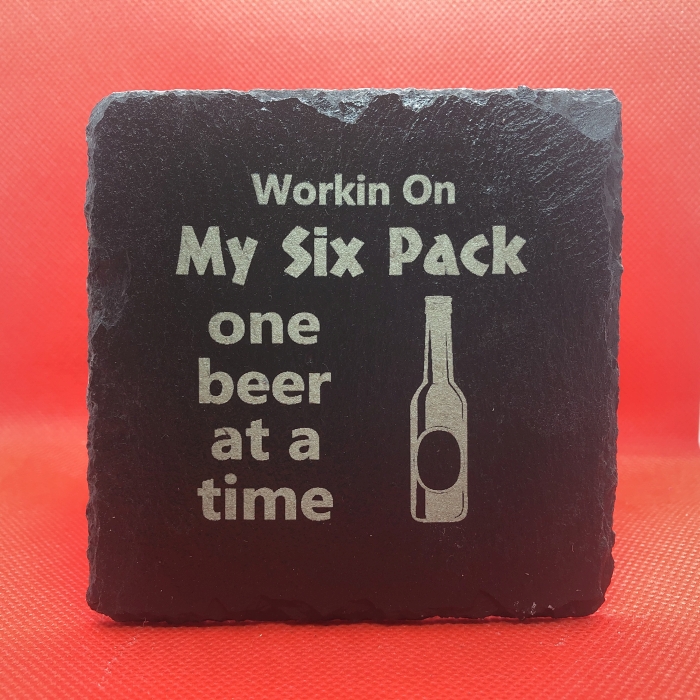 Workin On
My Six Pack
one
beer
at a
time